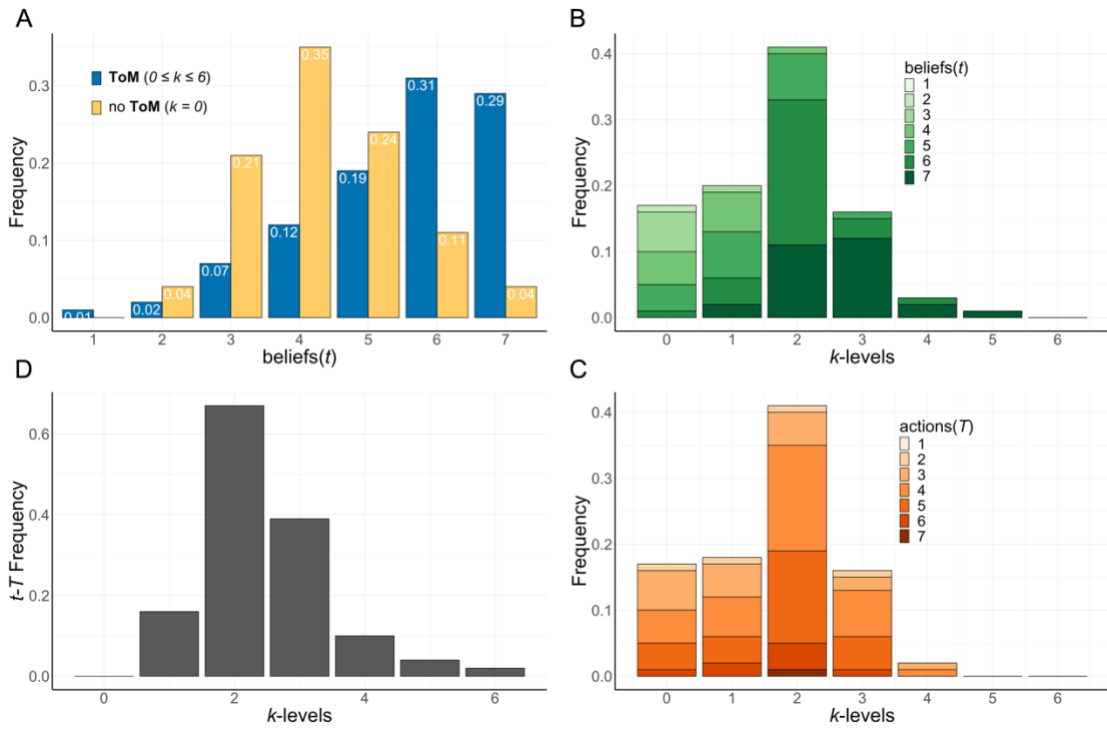 A
Frequency
0.3
0.2
0.1
0.0
ToM (0 ≤ k ≤ 6)
no ToM (k = 0)
0.01
0.02
0.04
0.07
0.21
0.12
0.35
0.19
0.24
0.31
0.11
0.29
0.04
1 2 3 4 5 6 7
beliefs(t)
B
Frequency
0.4
0.3
0.2
0.1
0.0
beliefs(t)
1
2
3
4
5
6
7
0 1 2 3 4 5 6
k-levels
D
t-T Frequency
0.6
0.4
0.2
0.0
0 2 4 6
k-levels
C
Frequency
0.4
0.3
0.2
0.1
0.0
actions(T)
1
2
3
4
5
6
7
0 1 2 3 4 5 6
k-levels